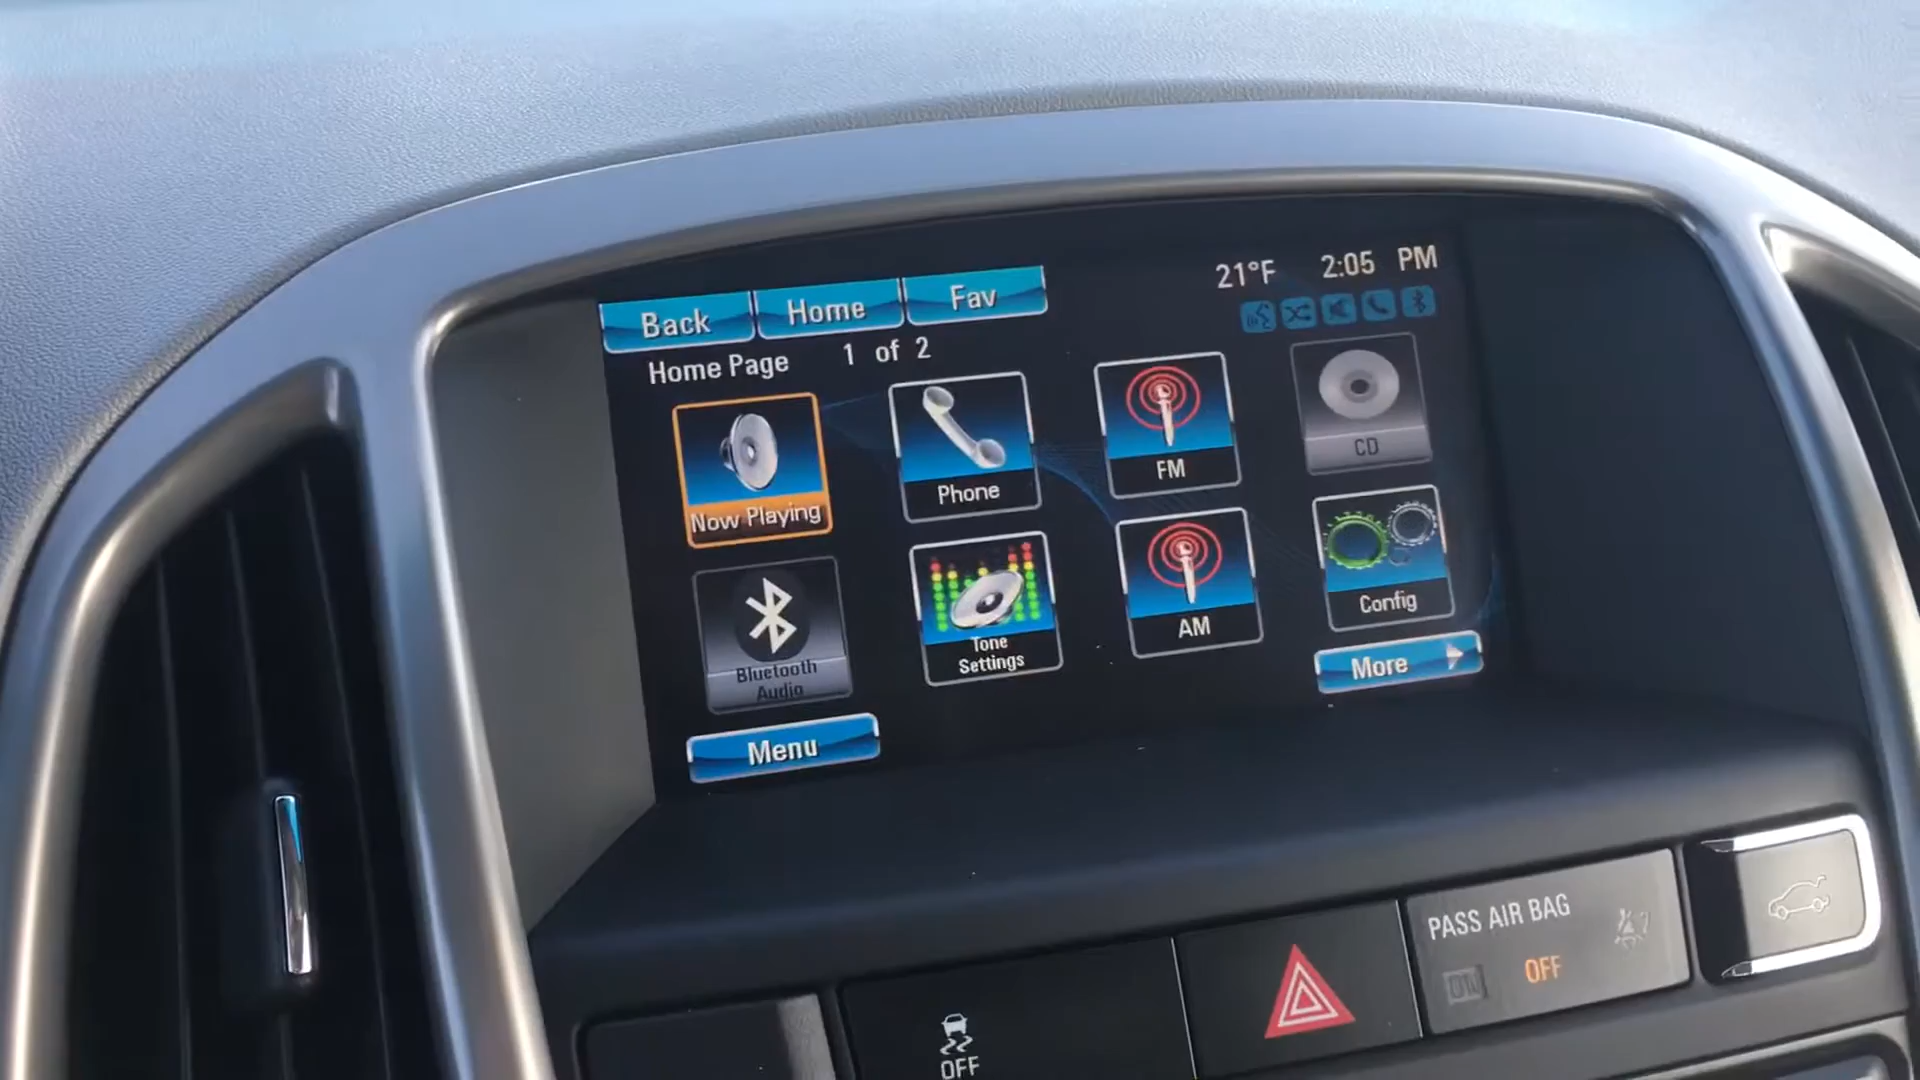 Back Home Fav
21°F 2:05 PM
Home Page 1 of 2
Now Playing
Phone
FM
CD
Bluetooth
Audio
Tone
Settings
AM
Config
More
Menu
PASS AIR BAG
OFF
OFF